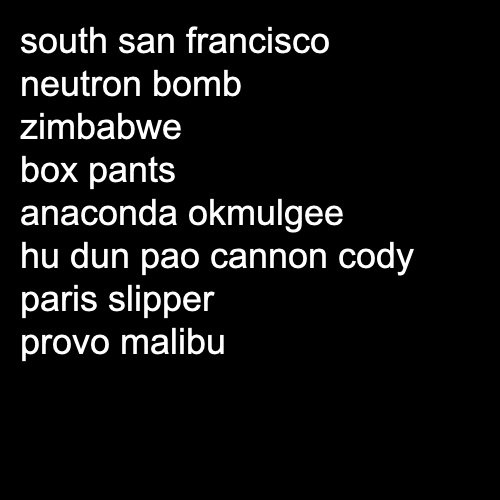 south san francisco
neutron bomb
zimbabwe
box pants
anaconda okmulgee
hu dun pao cannon cody
paris slipper
provo malibu